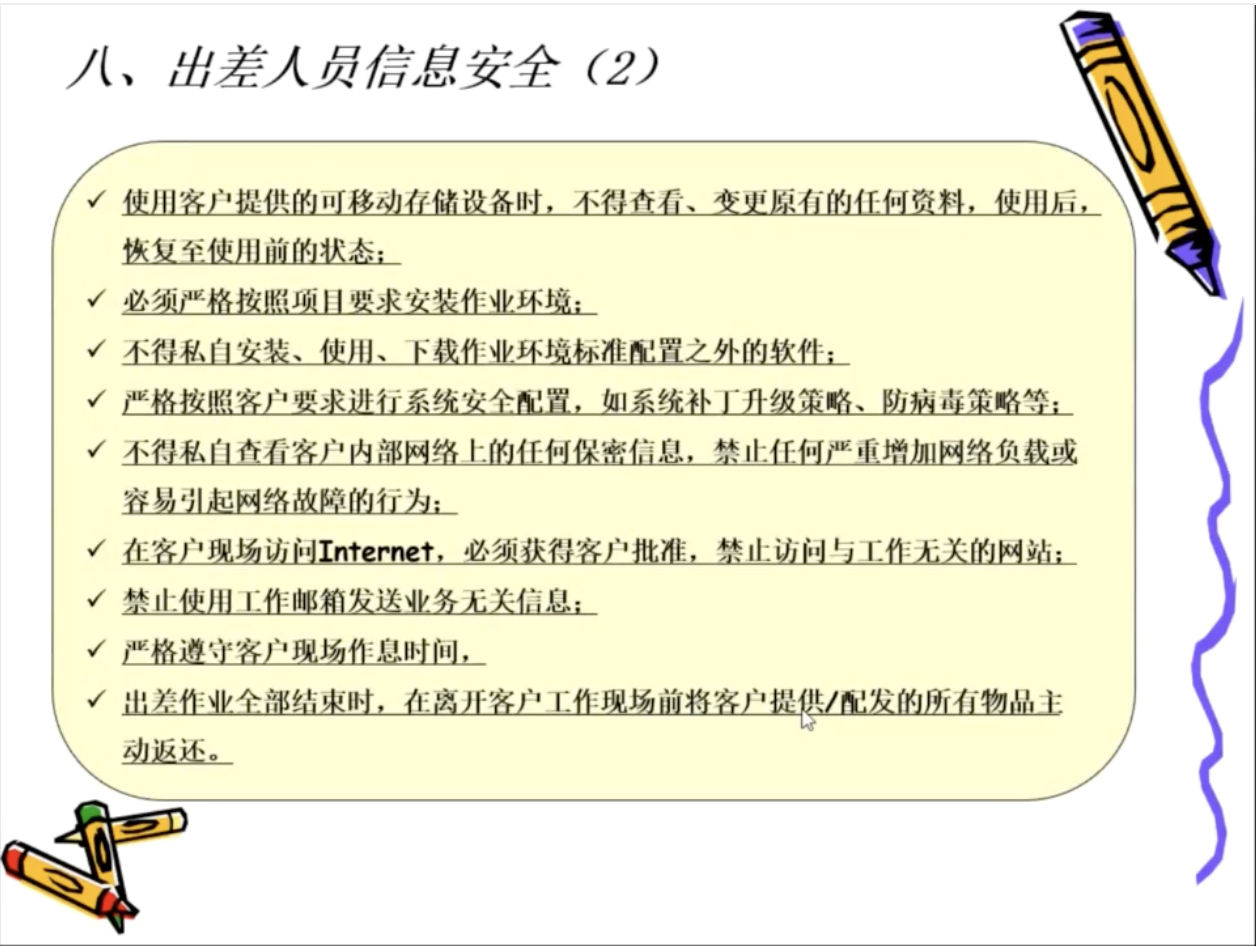 八、出差人员信息安全（2）
✓ 使用客户提供的可移动存储设备时，不得查看、变更原有的任何资料，使用后，
恢复至使用前的状态；
✓ 必须严格按照项目要求安装作业环境；
✓ 不得私自安装、使用、下载作业环境标准配置之外的软件；
✓ 严格按照客户要求进行系统安全配置，如系统补丁升级策略、防病毒策略等；
✓ 不得私自查看客户内部网络上的任何保密信息，禁止任何严重增加网络负载或
容易引起网络故障的行为；
✓ 在客户现场访问Internet，必须获得客户批准，禁止访问与工作无关的网站；
✓ 禁止使用工作邮箱发送业务无关信息；
✓ 严格遵守客户现场作息时间，
✓ 出差作业全部结束时，在离开客户工作现场前将客户提供/配发的所有物品主
动返还。